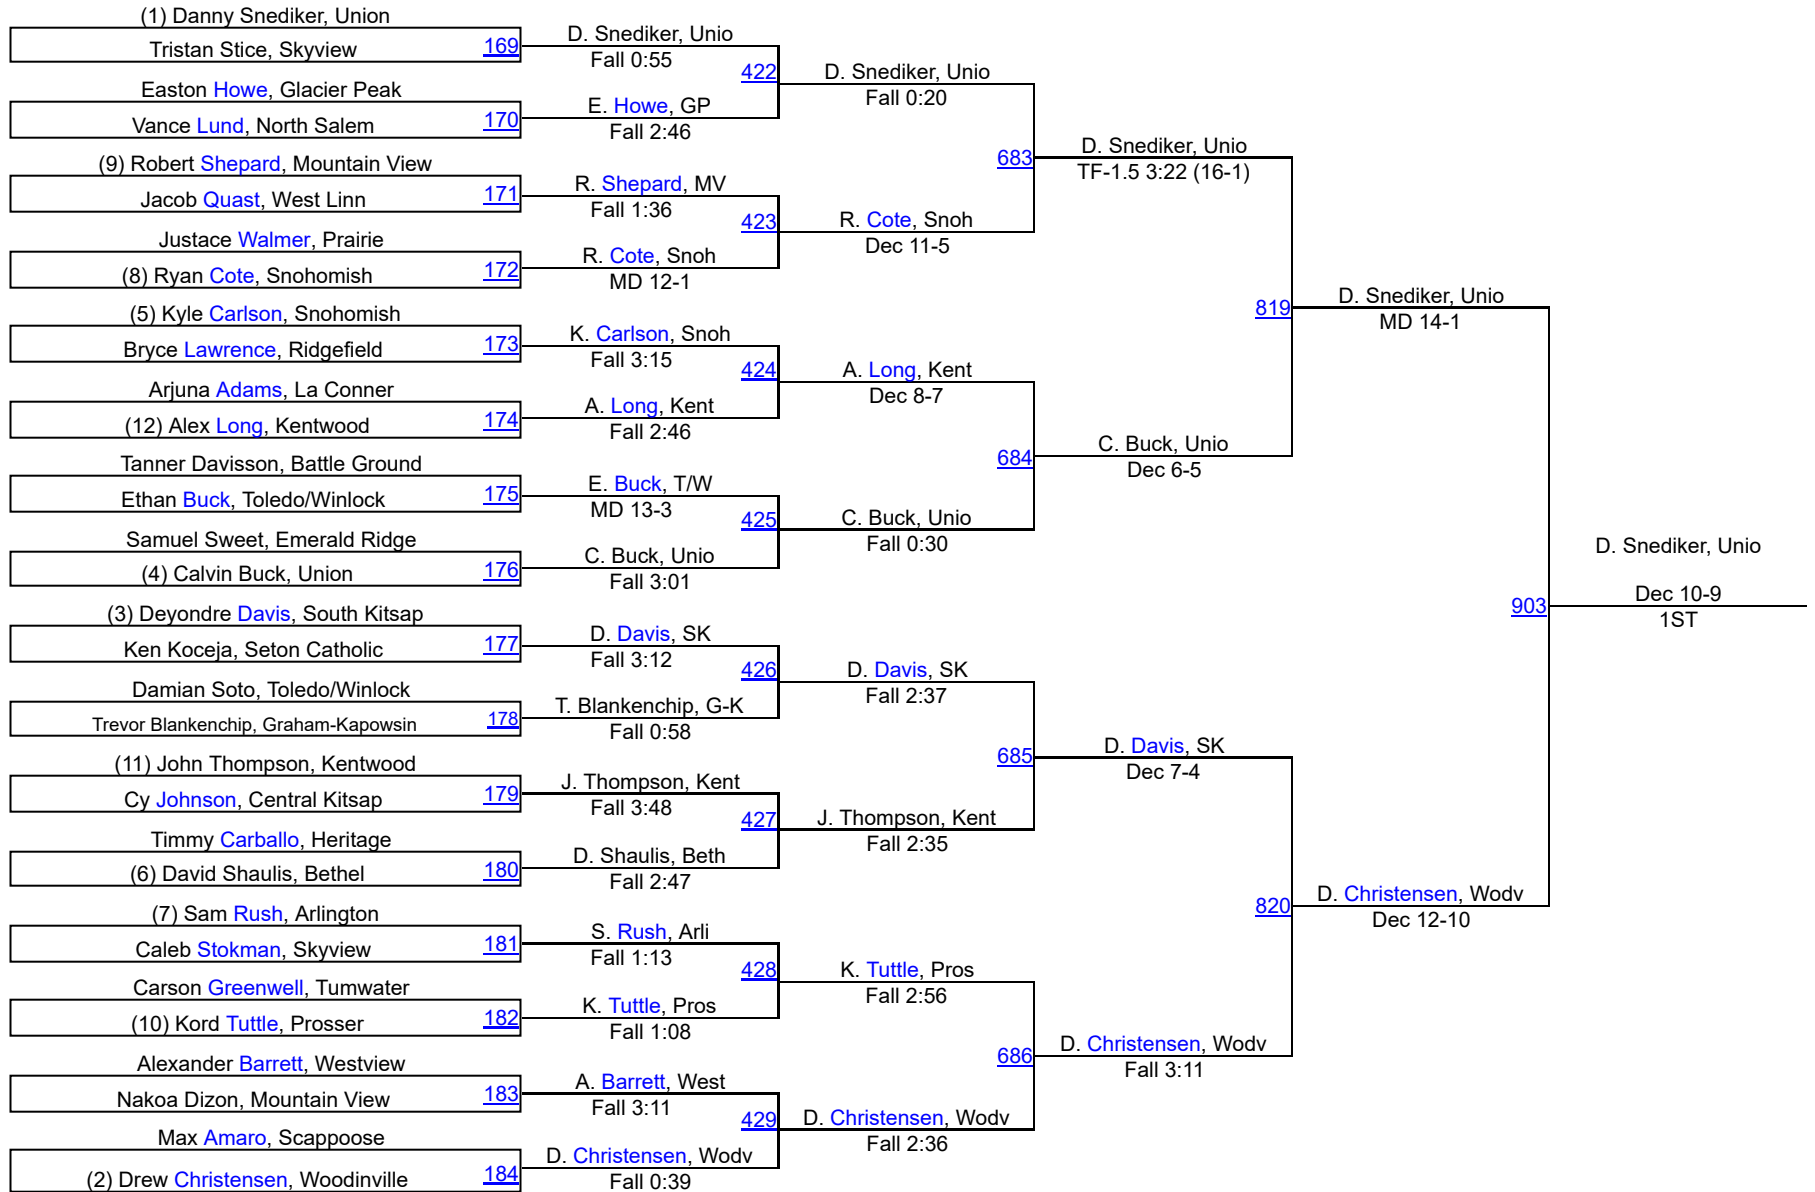 (1) Danny Snediker, Union
Tristan Stice, Skyview
169
Easton Howe, Glacier Peak
Vance Lund, North Salem
170
(9) Robert Shepard, Mountain View
Jacob Quast, West Linn
171
Justace Walmer, Prairie
(8) Ryan Cote, Snohomish
172
(5) Kyle Carlson, Snohomish
Bryce Lawrence, Ridgefield
173
Arjuna Adams, La Conner
(12) Alex Long, Kentwood
174
Tanner Davisson, Battle Ground
Ethan Buck, Toledo/Winlock
175
Samuel Sweet, Emerald Ridge
(4) Calvin Buck, Union
176
(3) Deyondre Davis, South Kitsap
Ken Koceja, Seton Catholic
177
Damian Soto, Toledo/Winlock
Trevor Blankenchip, Graham-Kapowsin
178
(11) John Thompson, Kentwood
Cy Johnson, Central Kitsap
179
Timmy Carballo, Heritage
(6) David Shaulis, Bethel
180
(7) Sam Rush, Arlington
Caleb Stokman, Skyview
181
Carson Greenwell, Tumwater
(10) Kord Tuttle, Prosser
182
Alexander Barrett, Westview
Nakoa Dizon, Mountain View
183
Max Amaro, Scappoose
(2) Drew Christensen, Woodinville
184
D. Snediker, Unio
Fall 0:55
422
E. Howe, GP
Fall 2:46
R. Shepard, MV
Fall 1:36
423
R. Cote, Snoh
MD 12-1
K. Carlson, Snoh
Fall 3:15
424
A. Long, Kent
Fall 2:46
E. Buck, T/W
MD 13-3
425
C. Buck, Unio
Fall 3:01
D. Davis, SK
Fall 3:12
426
T. Blankenchip, G-K
Fall 0:58
J. Thompson, Kent
Fall 3:48
427
D. Shaulis, Beth
Fall 2:47
S. Rush, Arli
Fall 1:13
428
K. Tuttle, Pros
Fall 1:08
A. Barrett, West
Fall 3:11
429
D. Christensen, Wodv
Fall 0:39
D. Snediker, Unio
Fall 0:20
683
R. Cote, Snoh
Dec 11-5
A. Long, Kent
Dec 8-7
684
C. Buck, Unio
Fall 0:30
D. Davis, SK
Fall 2:37
685
J. Thompson, Kent
Fall 2:35
K. Tuttle, Pros
Fall 2:56
686
D. Christensen, Wodv
Fall 2:36
D. Snediker, Unio
TF-1.5 3:22 (16-1)
819
C. Buck, Unio
Dec 6-5
D. Davis, SK
Dec 7-4
820
D. Christensen, Wodv
Fall 3:11
D. Snediker, Unio
MD 14-1
903
D. Christensen, Wodv
Dec 12-10
D. Snediker, Unio
Dec 10-9
1ST